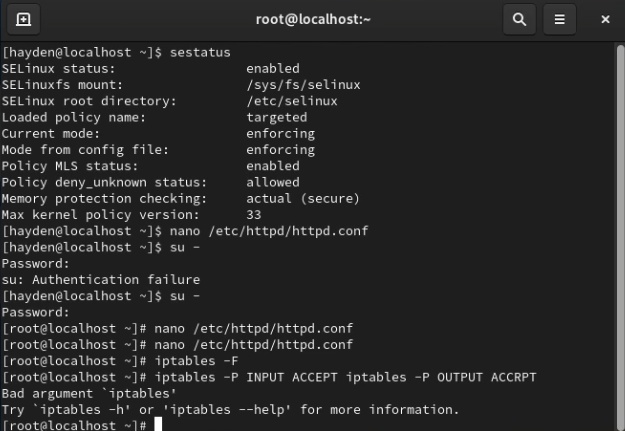 root@localhost:~
[hayden@localhost ~]$ sestatus
SELinux status:                 enabled
SELinuxfs mount:                /sys/fs/selinux
SELinux root directory:         /etc/selinux
Loaded policy name:             targeted
Current mode:                   enforcing
Mode from config file:          enforcing
Policy MLS status:              enabled
Policy deny_unknown status:     allowed
Memory protection checking:     actual (secure)
Max kernel policy version:      33
[hayden@localhost ~]$ nano /etc/httpd/httpd.conf
[hayden@localhost ~]$ su -
Password:
su: Authentication failure
[hayden@localhost ~]$ su -
Password:
[root@localhost ~]# nano /etc/httpd/httpd.conf
[root@localhost ~]# nano /etc/httpd/httpd.conf
[root@localhost ~]# iptables -F
[root@localhost ~]# iptables -P INPUT ACCEPT iptables -P OUTPUT ACCRPT
Bad argument `iptables'
Try `iptables -h' or 'iptables --help' for more information.
[root@localhost ~]#